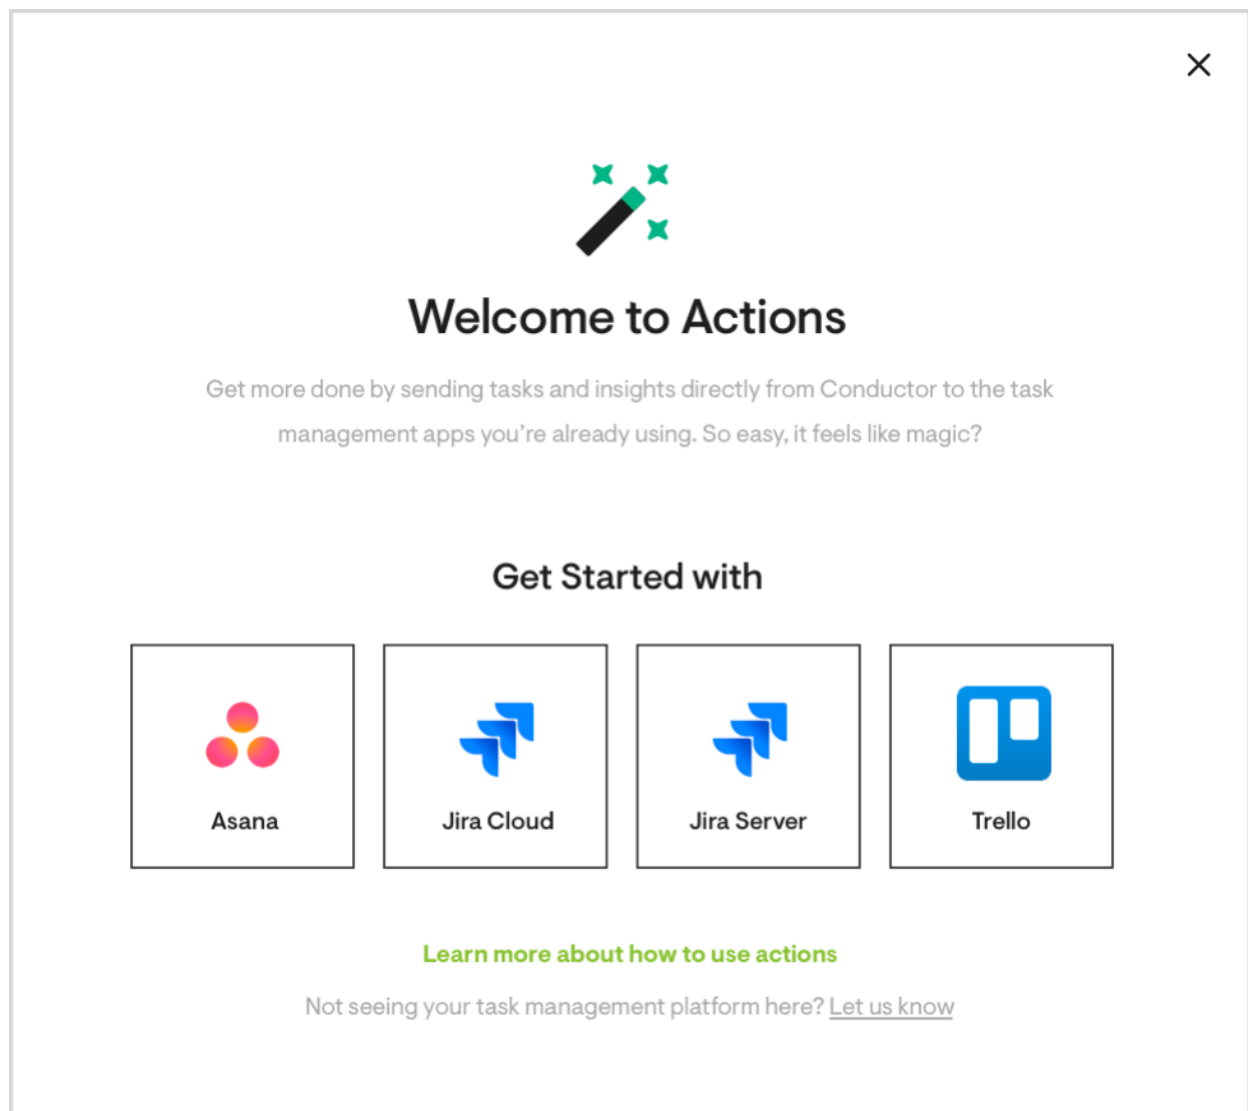 Welcome to Actions
Get more done by sending tasks and insights directly from Conductor to the task
management apps you’re already using. So easy, it feels like magic?
Get Started with
Asana
Jira Cloud
Jira Server
Trello
Learn more about how to use actions
Not seeing your task management platform here? Let us know